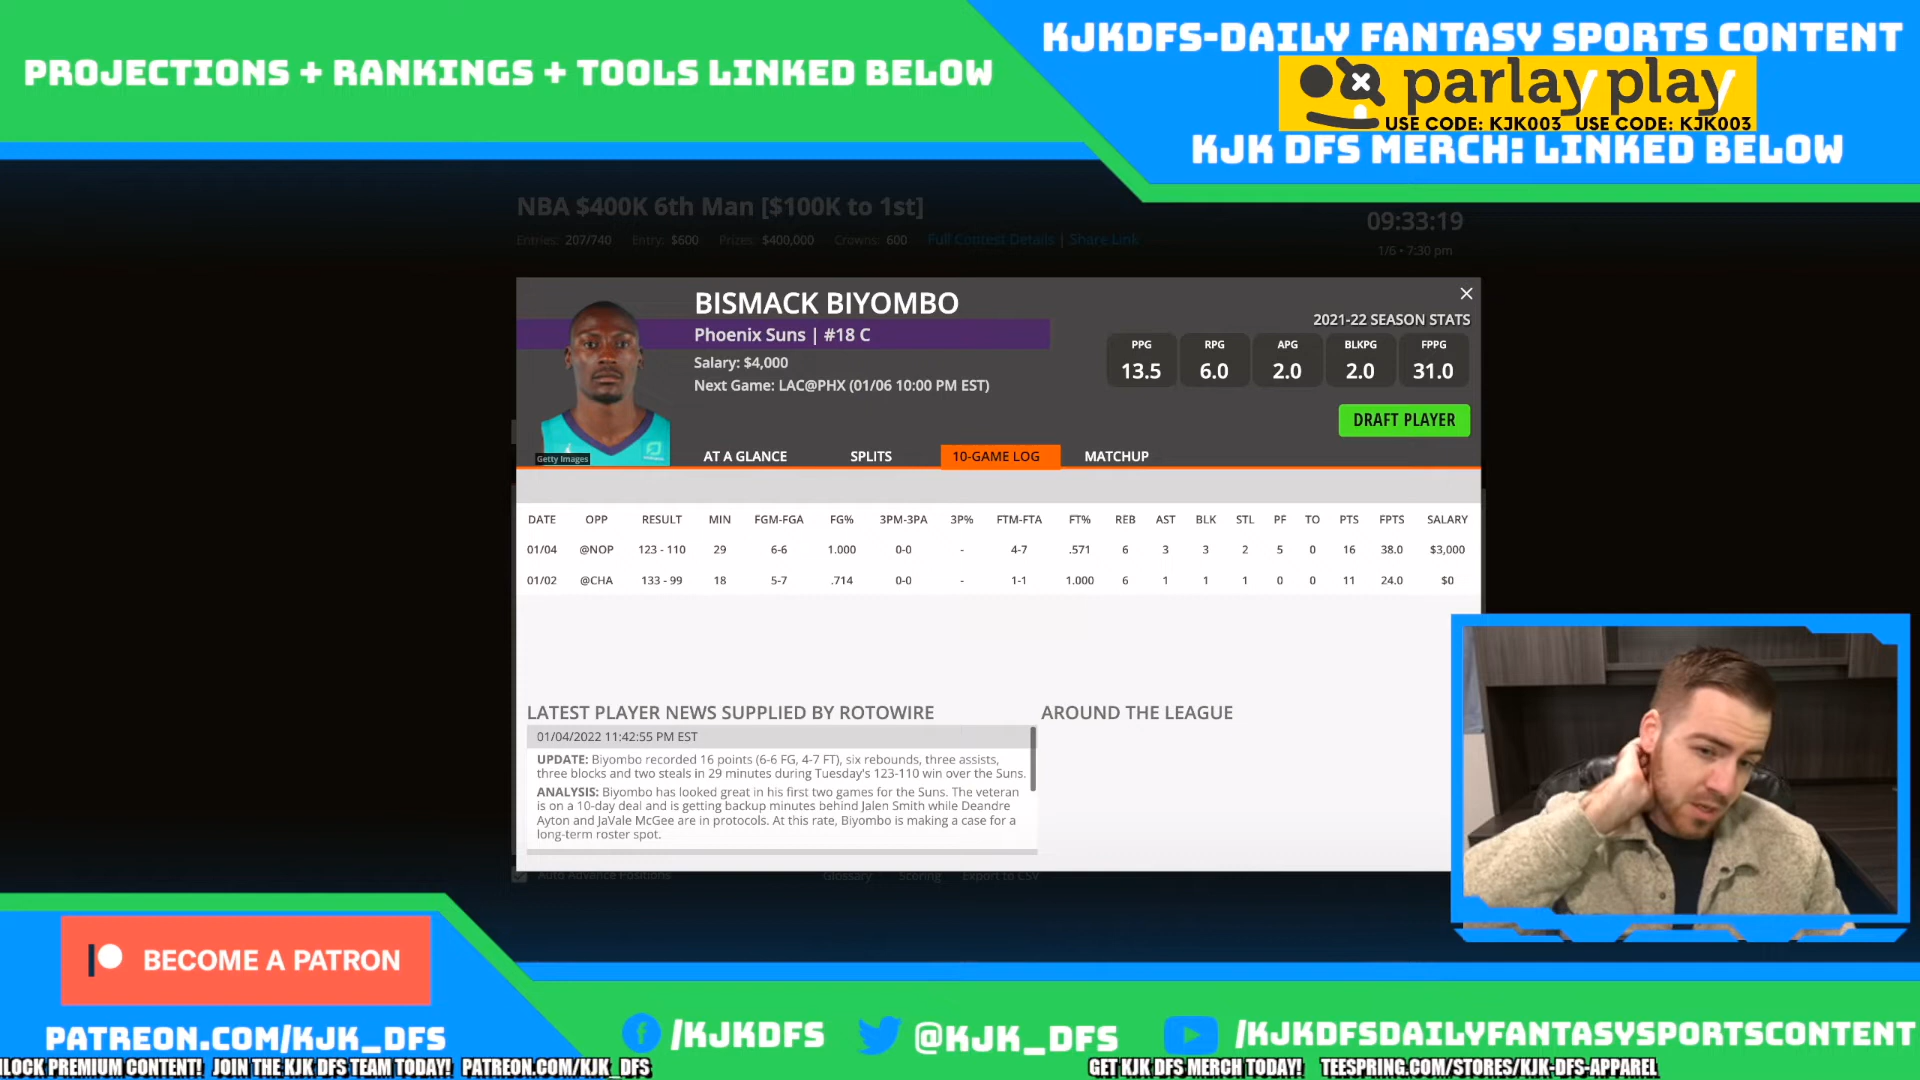 PROJECTIONS + RANKINGS + TOOLS LINKED BELOW
KJKDFS-DAILY FANTASY SPORTS CONTENT
parlay play
USE CODE: KJK003 USE CODE: KJK003
KJK DFS MERCH: LINKED BELOW
NBA $400K 6th Man [$100K to 1st]
09:33:19
Entries: 207/740 Entry: $600 Prizes: $400,000 Crowns: 600 Full Contest Details | Share Link
1/6 • 7:30 pm
BISMACK BIYOMBO
Phoenix Suns | #18 C
Salary: $4,000
Next Game: LAC@PHX (01/06 10:00 PM EST)
2021-22 SEASON STATS
PPG RPG APG BLKPG FPPG
13.5 6.0 2.0 2.0 31.0
DRAFT PLAYER
Getty Images
AT A GLANCE SPLITS 10-GAME LOG MATCHUP
DATE OPP RESULT MIN FGM-FGA FG% 3PM-3PA 3P% FTM-FTA FT% REB AST BLK STL PF TO PTS FPTS SALARY
01/04 @NOP 123 - 110 29 6-6 1.000 0-0 - 4-7 .571 6 3 3 2 5 0 16 38.0 $3,000
01/02 @CHA 133 - 99 18 5-7 .714 0-0 - 1-1 1.000 6 1 1 1 0 0 11 24.0 $0
LATEST PLAYER NEWS SUPPLIED BY ROTOWIRE
AROUND THE LEAGUE
01/04/2022 11:42:55 PM EST
UPDATE: Biyombo recorded 16 points (6-6 FG, 4-7 FT), six rebounds, three assists,
three blocks and two steals in 29 minutes during Tuesday's 123-110 win over the Suns.
ANALYSIS: Biyombo has looked great in his first two games for the Suns. The veteran
is on a 10-day deal and is getting backup minutes behind Jalen Smith while Deandre
Ayton and JaVale McGee are in protocols. At this rate, Biyombo is making a case for a
long-term roster spot.
Auto Advance Positions Glossary Scoring Export to CSV
BECOME A PATRON
PATREON.COM/KJK_DFS
/KJKDFS @KJK_DFS /KJKDFSDAILYFANTASYSPORTSCONTENT
NLOCK PREMIUM CONTENT! JOIN THE KJK DFS TEAM TODAY! PATREON.COM/KJK_DFS
GET KJK DFS MERCH TODAY! TEESPRING.COM/STORES/KJK-DFS-APPAREL